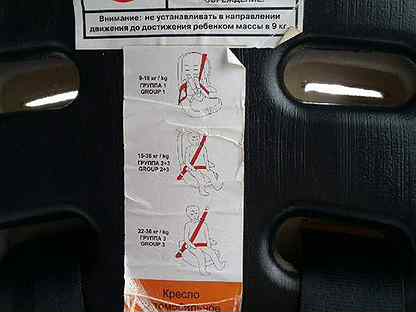 Внимание: не устанавливать в направлении
движения до достижения ребенком массы в 9 кг.
9-18 кг / kg
ГРУППА 1
GROUP 1
15-36 кг / kg
ГРУППА 2+3
GROUP 2+3
22-36 кг / kg
ГРУППА 3
GROUP 3
Кресло